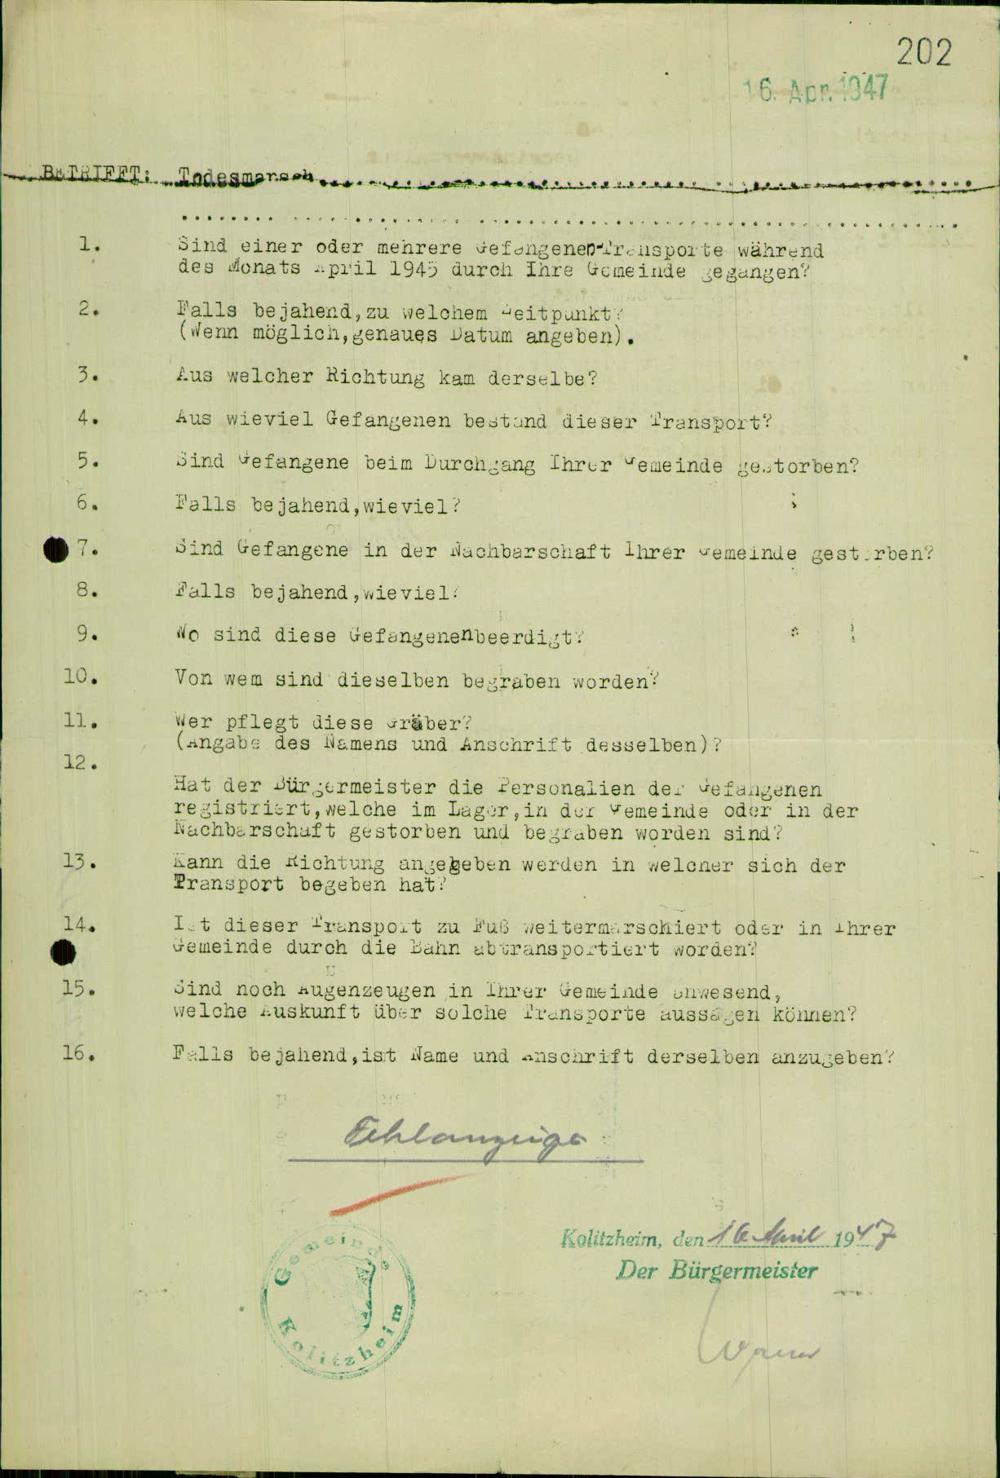 202
16. Apr. 1947
BETRIFFT: Todesmarsch
1. Sind einer oder mehrere Gefangenen-Transporte während
des Monats April 1945 durch Ihre Gemeinde gegangen?
2. Falls bejahend,zu welchem Zeitpunkt?
(Wenn möglich,genaues Datum angeben).
3. Aus welcher Richtung kam derselbe?
4. Aus wieviel Gefangenen bestand dieser Transport?
5. Sind Gefangene beim Durchgang Ihrer Gemeinde gestorben?
6. Falls bejahend,wieviel?
7. Sind Gefangene in der Nachbarschaft Ihrer Gemeinde gestorben?
8. Falls bejahend,wieviel?
9. Wo sind diese Gefangenenbeerdigt?
10. Von wem sind dieselben begraben worden?
11. Wer pflegt diese Gräber?
(Angabe des Namens und Anschrift desselben)?
12.
Hat der Bürgermeister die Personalien der Gefangenen
registriert,welche im Lager,in der Gemeinde oder in der
Nachbarschaft gestorben und begraben worden sind?
13. Kann die Richtung angegeben werden in welcher sich der
Transport begeben hat?
14. Ist dieser Transport zu Fuß weitermarschiert oder in Ihrer
Gemeinde durch die Bahn abtransportiert worden?
15. Sind noch Augenzeugen in Ihrer Gemeinde anwesend,
welche Auskunft über solche Transporte aussagen können?
16. Falls bejahend,ist Name und Anschrift derselben anzugeben?
Fehlanzeige
Kolitzheim, den 16. April 1947
Der Bürgermeister
Gemeinde
Kolitzheim